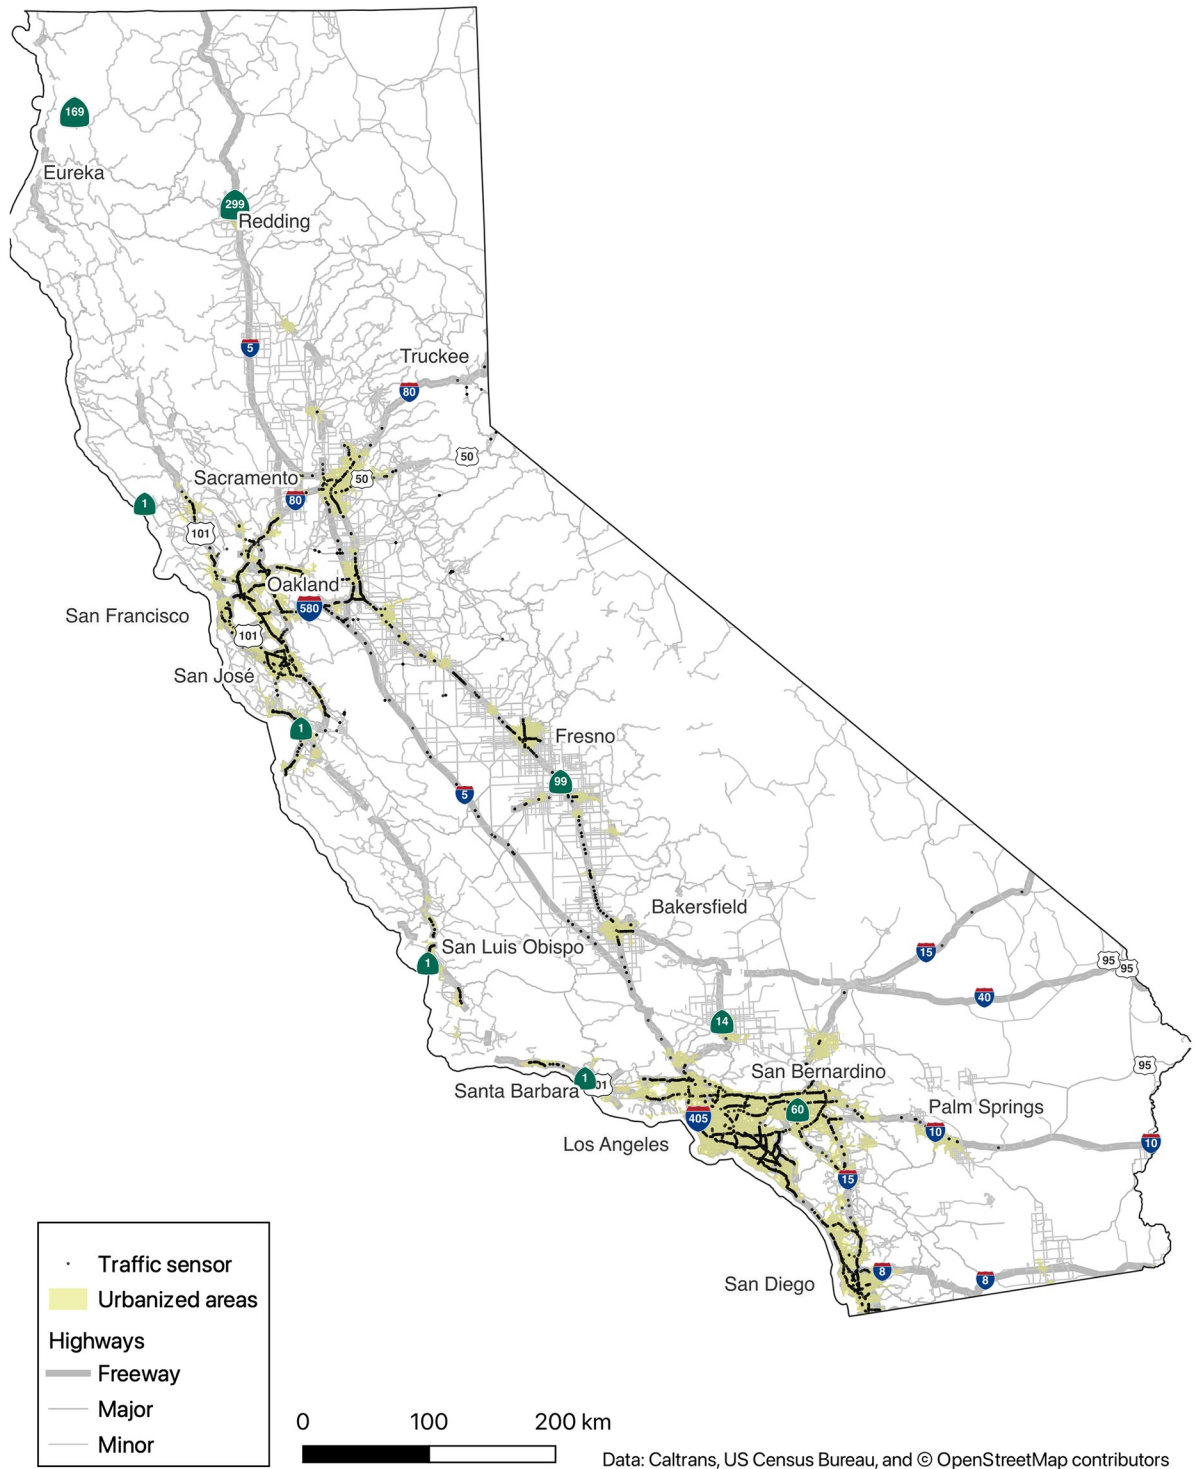 169
Eureka
299
Redding
5
Truckee
80
50
Sacramento
50
80
1
101
Oakland
580
San Francisco
101
San José
1
Fresno
99
5
Bakersfield
San Luis Obispo
15
95
95
1
40
14
95
San Bernardino
1
01
Santa Barbara
60
Palm Springs
405
10
10
Los Angeles
15
San Diego
8
8
Traffic sensor
Urbanized areas
Highways
Freeway
Major
Minor
0 100 200 km
Data: Caltrans, US Census Bureau, and © OpenStreetMap contributors